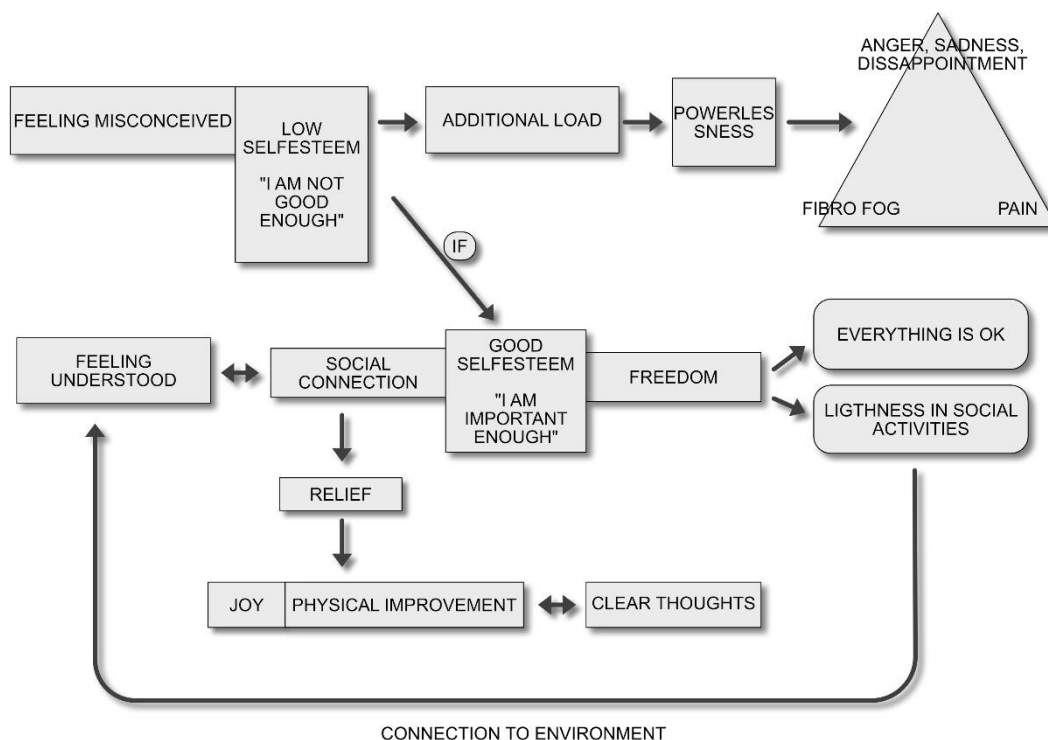 ANGER, SADNESS,
DISSAPPOINTMENT
FEELING MISCONCEIVED
LOW
SELFESTEEM
"I AM NOT
GOOD
ENOUGH"
ADDITIONAL LOAD
POWERLES
SNESS
FIBRO FOG
PAIN
IF
FEELING
UNDERSTOOD
SOCIAL
CONNECTION
GOOD
SELFESTEEM
"I AM
IMPORTANT
ENOUGH"
FREEDOM
EVERYTHING IS OK
LIGTHNESS IN SOCIAL
ACTIVITIES
RELIEF
JOY
PHYSICAL IMPROVEMENT
CLEAR THOUGHTS
CONNECTION TO ENVIRONMENT